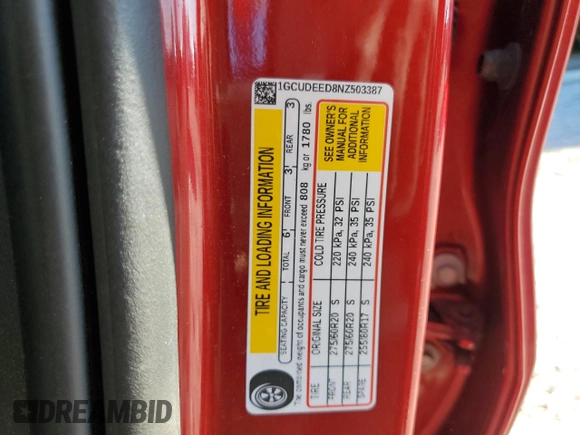 1GCUDEED8NZ503387
TIRE AND LOADING INFORMATION
SEATING CAPACITY TOTAL 6 FRONT 3 REAR 3
The combined weight of occupants and cargo must never exceed 808 kg or 1780 lbs.
TIRE ORIGINAL SIZE COLD TIRE PRESSURE
FRONT 275/60R20 S 220 kPa, 32 PSI
REAR 275/60R20 S 240 kPa, 35 PSI
SPARE 255/80R17 S 240 kPa, 35 PSI
SEE OWNER'S
MANUAL FOR
ADDITIONAL
INFORMATION
DREAMBID